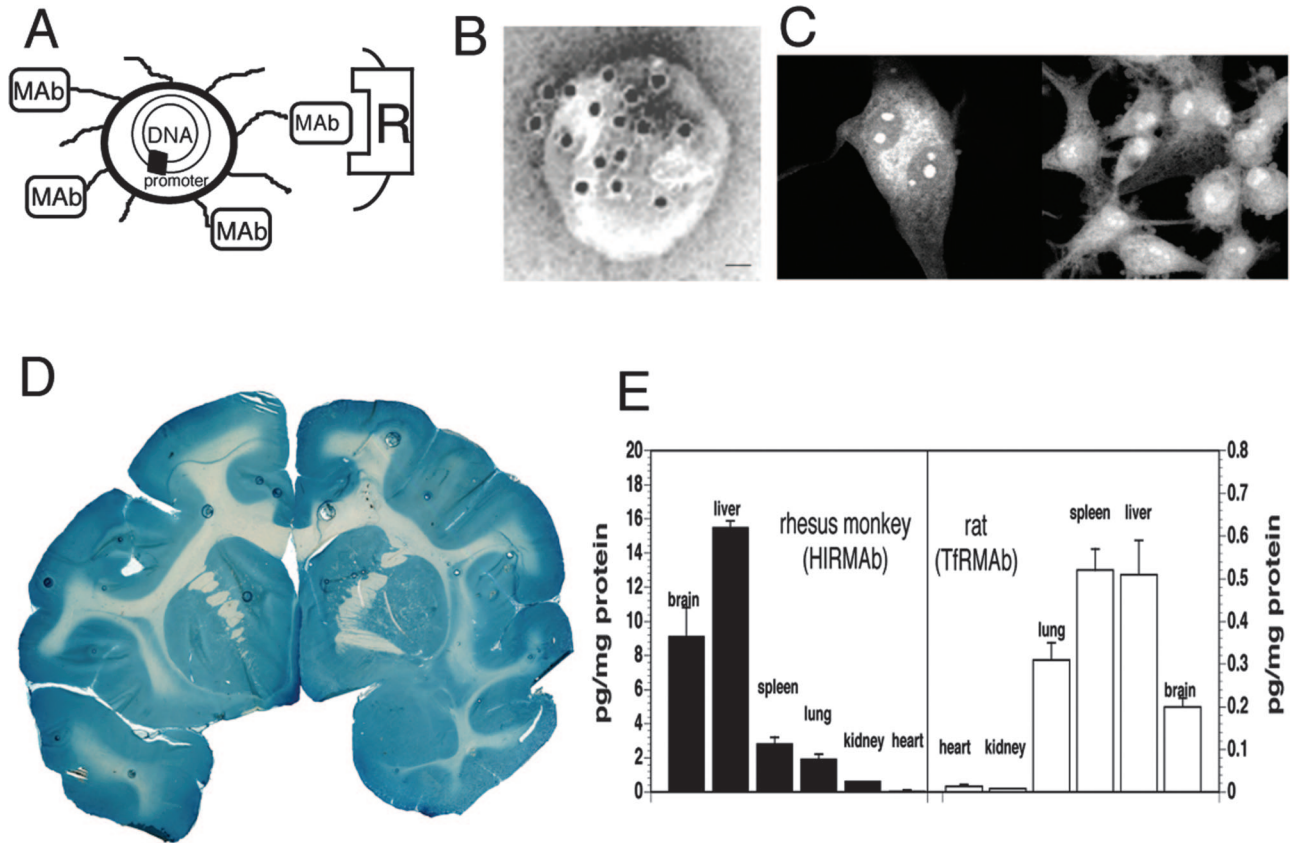 A
MAb
MAb
R
DNA
promoter
MAb
MAb
B
C
D
E
20
18
16
14
12
10
8
6
4
2
0
pg/mg protein
brain
liver
spleen
lung
kidney
heart
rhesus monkey
(HIRMAb)
rat
(TfRMAb)
heart
kidney
lung
spleen
liver
brain
0.8
0.7
0.6
0.5
0.4
0.3
0.2
0.1
0
pg/mg protein